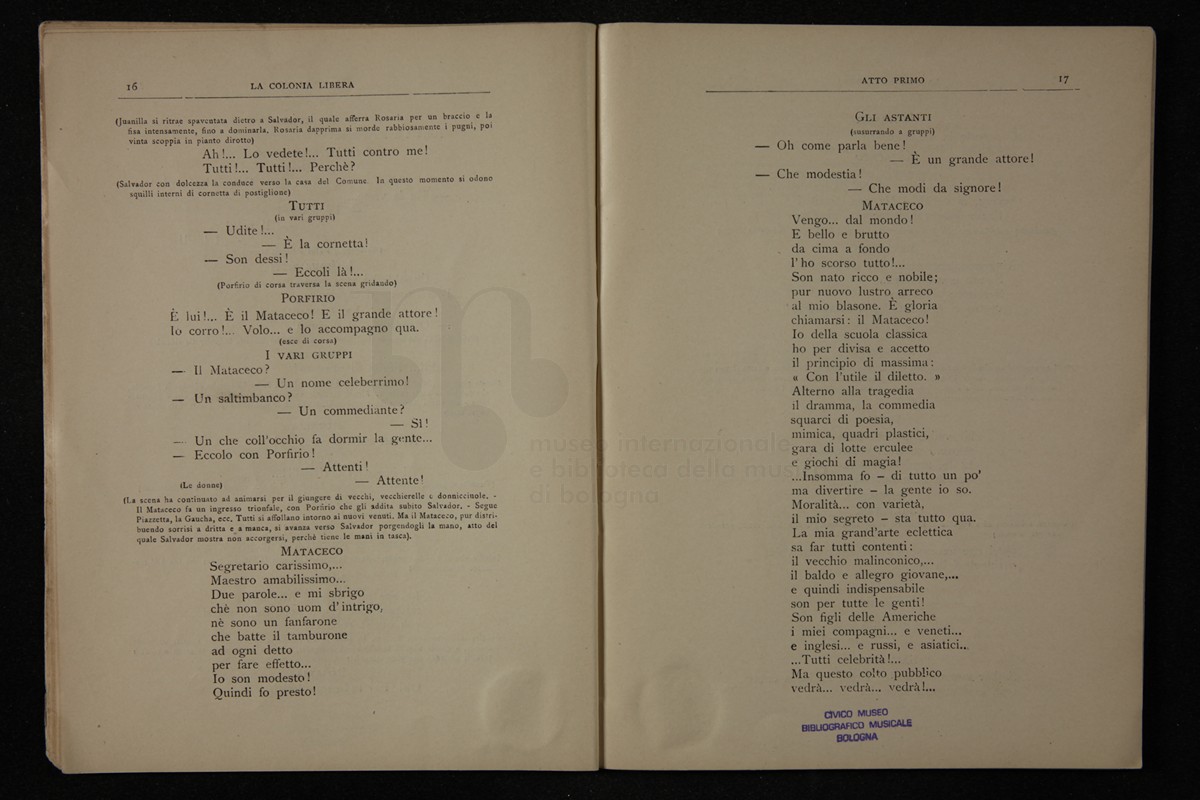 16
LA COLONIA LIBERA
(Juanilla si ritrae spaventata dietro a Salvador, il quale afferra Rosaria per un braccio e la
fisa intensamente, fino a dominarla. Rosaria dapprima si morde rabbiosamente i pugni, poi
vinta scoppia in pianto dirotto)
Ah!... Lo vedete!... Tutti contro me!
Tutti!... Tutti!... Perchè?
(Salvador con dolcezza la conduce verso la casa del Comune. In questo momento si odono
squilli interni di cornetta di postiglione)
TUTTI
(in vari gruppi)
— Udite!...
— È la cornetta!
— Son dessi!
— Eccoli là!...
(Porfirio di corsa traversa la scena gridando)
PORFIRIO
È lui!... È il Mataceco! E il grande attore!
Io corro!... Volo... e lo accompagno qua.
(esce di corsa)
I VARI GRUPPI
— Il Mataceco?
— Un nome celeberrimo!
— Un saltimbanco?
— Un commediante?
— Sì!
— Un che coll'occhio fa dormir la gente...
— Eccolo con Porfirio!
— Attenti!
(Le donne)
— Attente!
(La scena ha continuato ad animarsi per il giungere di vecchi, vecchierelle e donnicciuole. -
Il Mataceco fa un ingresso trionfale, con Porfirio che gli addita subito Salvador. - Segue
Piazzetta, la Gaucha, ecc. Tutti si affollano intorno ai nuovi venuti. Ma il Mataceco, pur distri-
buendo sorrisi a dritta e a manca, si avanza verso Salvador porgendogli la mano, atto del
quale Salvador mostra non accorgersi, perchè tiene le mani in tasca).
MATACECO
Segretario carissimo,...
Maestro amabilissimo...
Due parole... e mi sbrigo
chè non sono uom d'intrigo,
nè sono un fanfarone
che batte il tamburone
ad ogni detto
per fare effetto...
Io son modesto!
Quindi fo presto!
ATTO PRIMO
17
GLI ASTANTI
(susurrando a gruppi)
— Oh come parla bene!
— È un grande attore!
— Che modestia!
— Che modi da signore!
MATACECO
Vengo... dal mondo!
E bello e brutto
da cima a fondo
l'ho scorso tutto!...
Son nato ricco e nobile;
pur nuovo lustro arreco
al mio blasone. È gloria
chiamarsi: il Mataceco!
Io della scuola classica
ho per divisa e accetto
il principio di massima:
« Con l'utile il diletto. »
Alterno alla tragedia
il dramma, la commedia
squarci di poesia,
mimica, quadri plastici,
gara di lotte erculee
e giochi di magia!
...Insomma fo – di tutto un po'
ma divertire – la gente io so.
Moralità... con varietà,
il mio segreto – sta tutto qua.
La mia grand'arte eclettica
sa far tutti contenti:
il vecchio malinconico,...
il baldo e allegro giovane,...
e quindi indispensabile
son per tutte le genti!
Son figli delle Americhe
i miei compagni... e veneti...
e inglesi... e russi, e asiatici...
...Tutti celebrità!...
Ma questo colto pubblico
vedrà... vedrà... vedrà!...
CIVICO MUSEO
BIBLIOGRAFICO MUSICALE
BOLOGNA
museo internazionale
e biblioteca della musica
di bologna